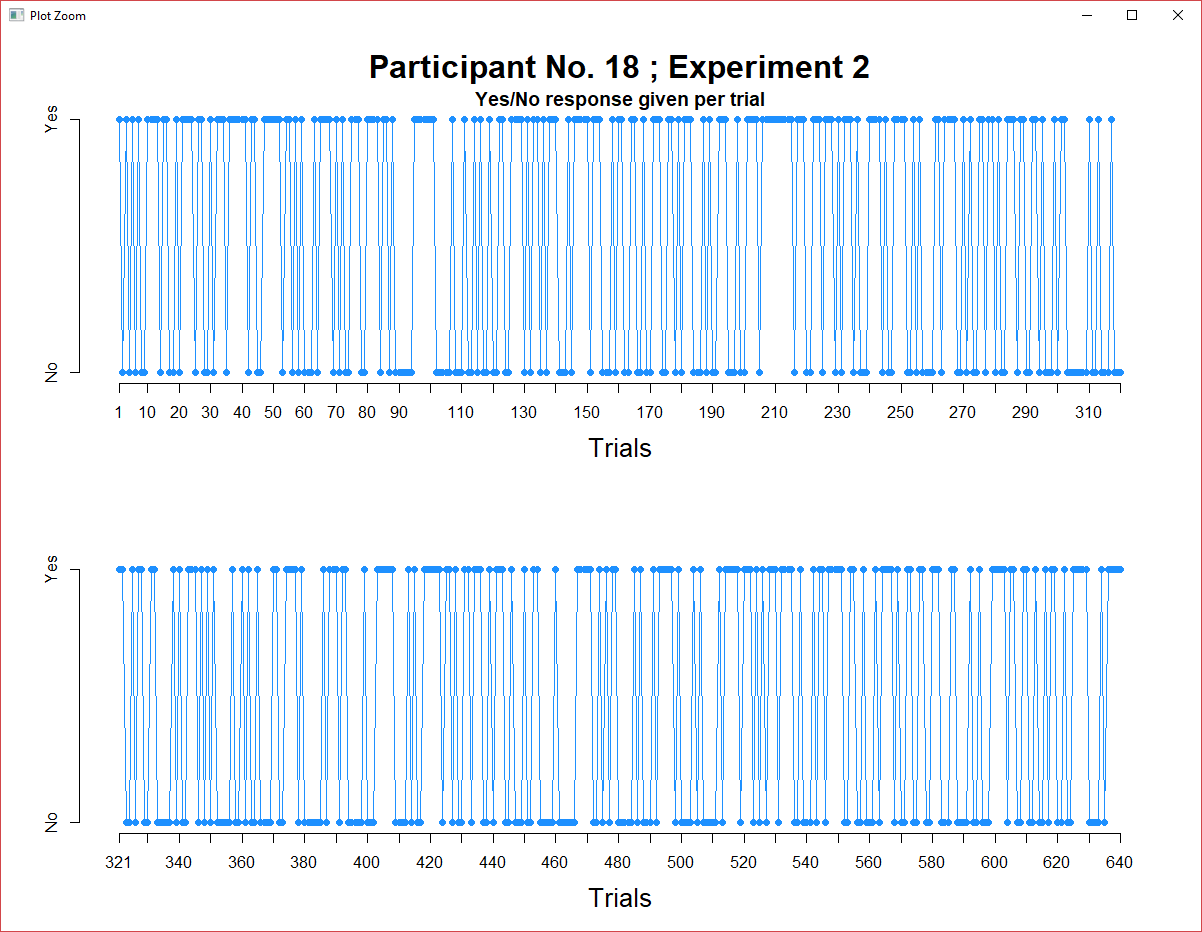 Plot Zoom
Participant No. 18 ; Experiment 2
Yes/No response given per trial
Yes
No
1 10 20 30 40 50 60 70 80 90 110 130 150 170 190 210 230 250 270 290 310
Trials
Yes
No
321 340 360 380 400 420 440 460 480 500 520 540 560 580 600 620 640
Trials